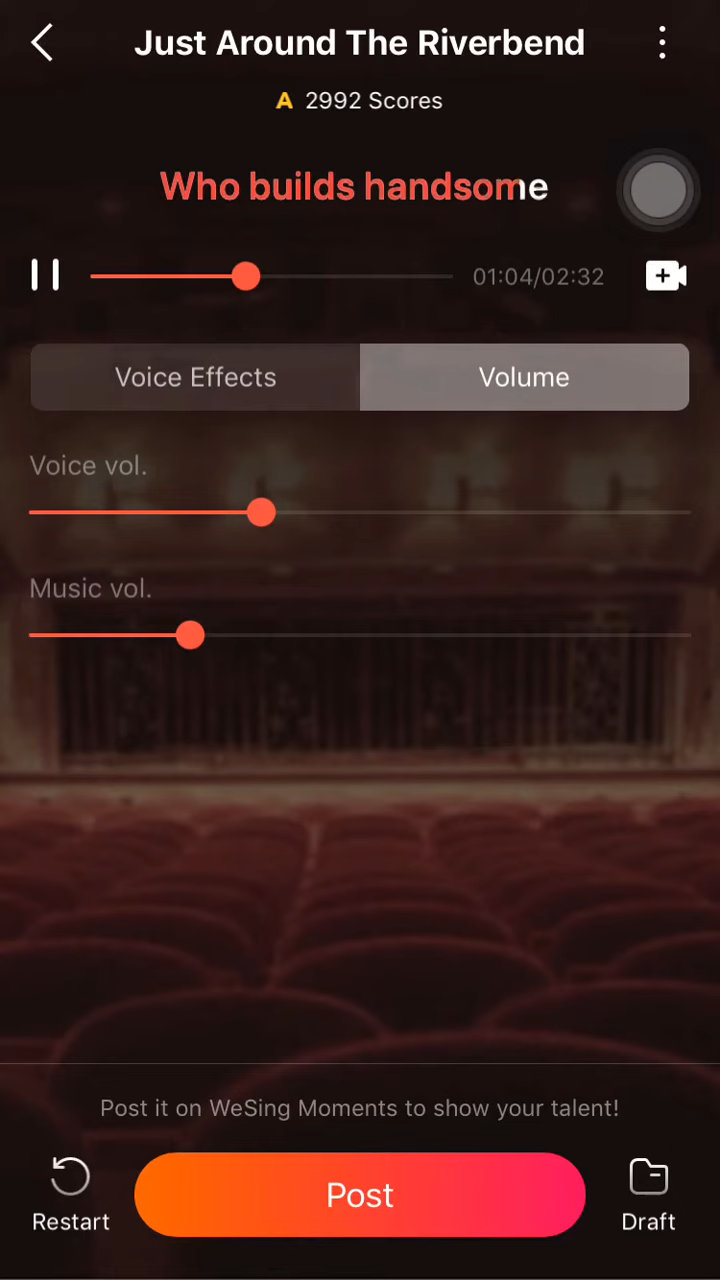 Just Around The Riverbend
A 2992 Scores
Who builds handsome
01:04/02:32
Voice Effects
Volume
Voice vol.
Music vol.
Post it on WeSing Moments to show your talent!
Restart
Post
Draft